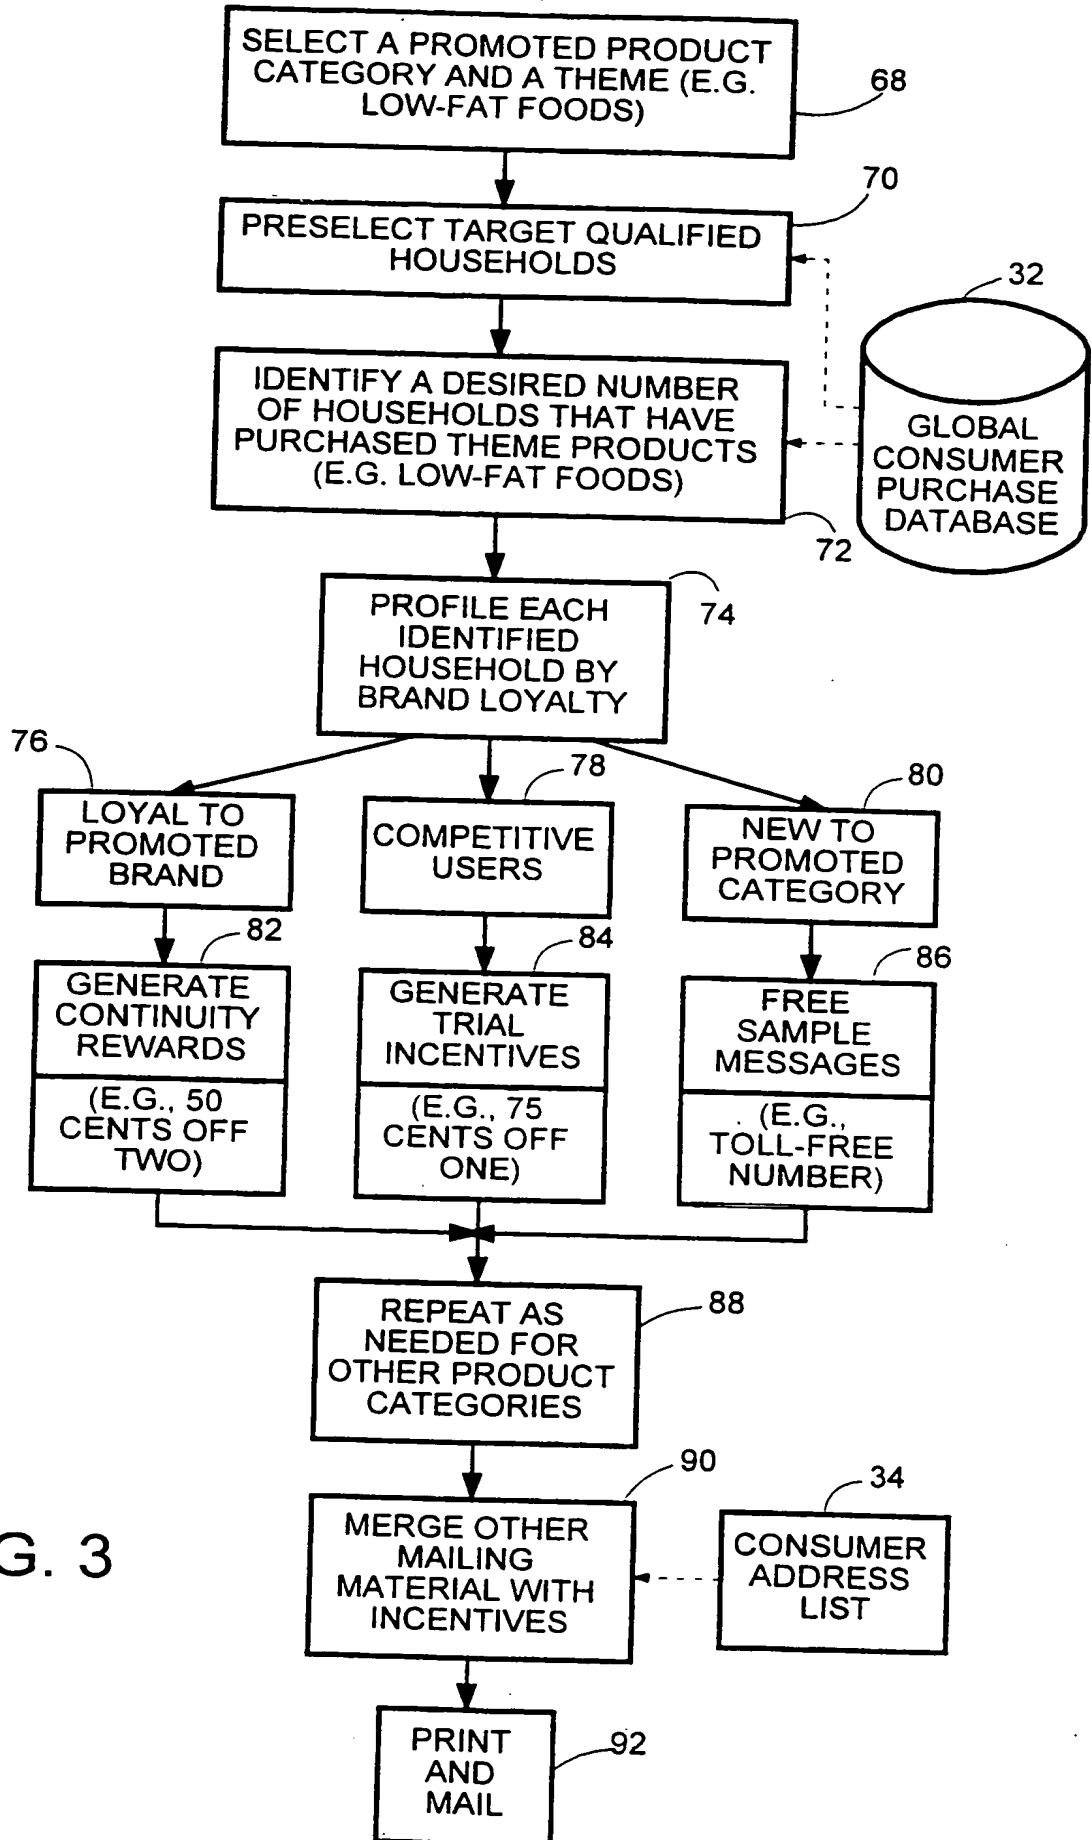 SELECT A PROMOTED PRODUCT
CATEGORY AND A THEME (E.G.
LOW-FAT FOODS)
68
70
PRESELECT TARGET QUALIFIED
HOUSEHOLDS
32
IDENTIFY A DESIRED NUMBER
OF HOUSEHOLDS THAT HAVE
PURCHASED THEME PRODUCTS
(E.G. LOW-FAT FOODS)
GLOBAL
CONSUMER
PURCHASE
DATABASE
72
74
PROFILE EACH
IDENTIFIED
HOUSEHOLD BY
BRAND LOYALTY
76
78
80
LOYAL TO
PROMOTED
BRAND
COMPETITIVE
USERS
NEW TO
PROMOTED
CATEGORY
82
84
86
GENERATE
CONTINUITY
REWARDS
(E.G., 50
CENTS OFF
TWO)
GENERATE
TRIAL
INCENTIVES
(E.G., 75
CENTS OFF
ONE)
FREE
SAMPLE
MESSAGES
(E.G.,
TOLL-FREE
NUMBER)
88
REPEAT AS
NEEDED FOR
OTHER PRODUCT
CATEGORIES
90
34
MERGE OTHER
MAILING
MATERIAL WITH
INCENTIVES
CONSUMER
ADDRESS
LIST
G. 3
PRINT
AND
MAIL
92